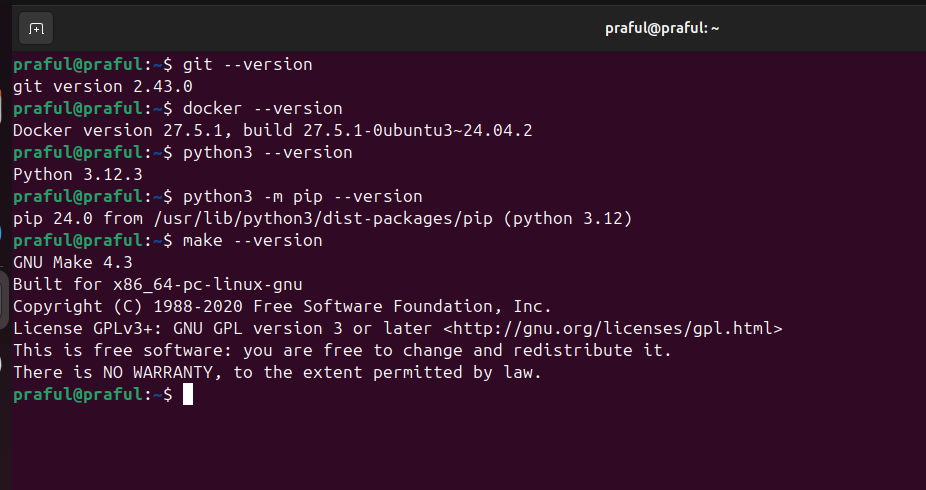 praful@praful: ~
praful@praful:~$ git --version
git version 2.43.0
praful@praful:~$ docker --version
Docker version 27.5.1, build 27.5.1-0ubuntu3~24.04.2
praful@praful:~$ python3 --version
Python 3.12.3
praful@praful:~$ python3 -m pip --version
pip 24.0 from /usr/lib/python3/dist-packages/pip (python 3.12)
praful@praful:~$ make --version
GNU Make 4.3
Built for x86_64-pc-linux-gnu
Copyright (C) 1988-2020 Free Software Foundation, Inc.
License GPLv3+: GNU GPL version 3 or later <http://gnu.org/licenses/gpl.html>
This is free software: you are free to change and redistribute it.
There is NO WARRANTY, to the extent permitted by law.
praful@praful:~$